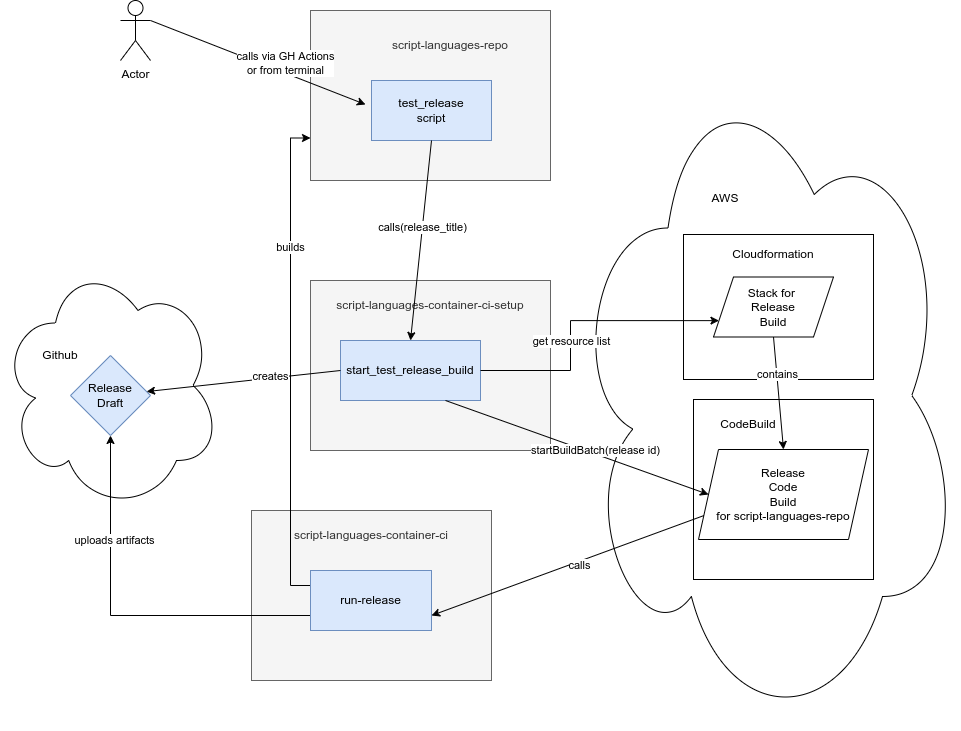 script-languages-repo
calls via GH Actions
or from terminal
Actor
test_release
script
AWS
calls(release_title)
builds
Cloudformation
Stack for
Release
Build
script-languages-container-ci-setup
get resource list
Github
start_test_release_build
creates
contains
Release
Draft
CodeBuild
startBuildBatch(release id)
Release
Code
Build
for script-languages-repo
script-languages-container-ci
uploads artifacts
calls
run-release